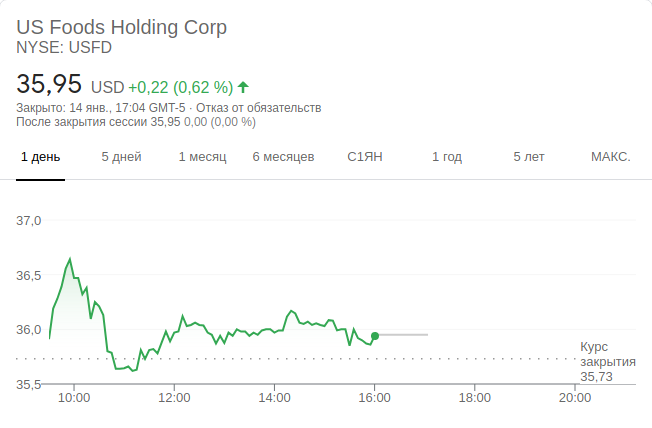 US Foods Holding Corp
NYSE: USFD
35,95 USD +0,22 (0,62 %)
Закрыто: 14 янв., 17:04 GMT-5 · Отказ от обязательств
После закрытия сессии 35,95 0,00 (0,00 %)
1 день 5 дней 1 месяц 6 месяцев С1ЯН 1 год 5 лет МАКС.
37,0
36,5
36,0
Курс
закрытия
35,73
35,5
10:00 12:00 14:00 16:00 18:00 20:00